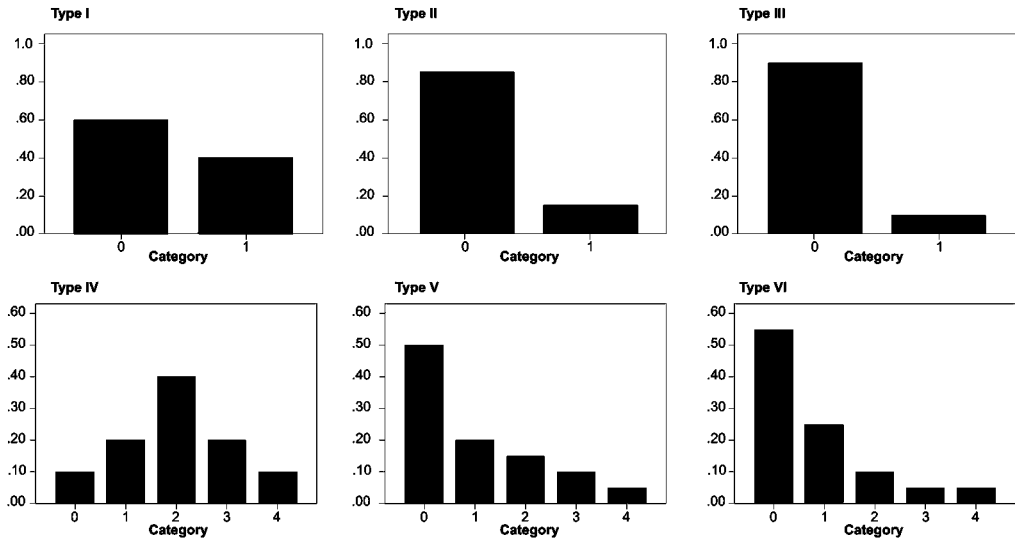 Type I
1.0
.80
.60
.40
.20
.00
0 1
Category
Type II
1.0
.80
.60
.40
.20
.00
0 1
Category
Type III
1.0
.80
.60
.40
.20
.00
0 1
Category
Type IV
.60
.50
.40
.30
.20
.10
.00
0 1 2 3 4
Category
Type V
.60
.50
.40
.30
.20
.10
.00
0 1 2 3 4
Category
Type VI
.60
.50
.40
.30
.20
.10
.00
0 1 2 3 4
Category